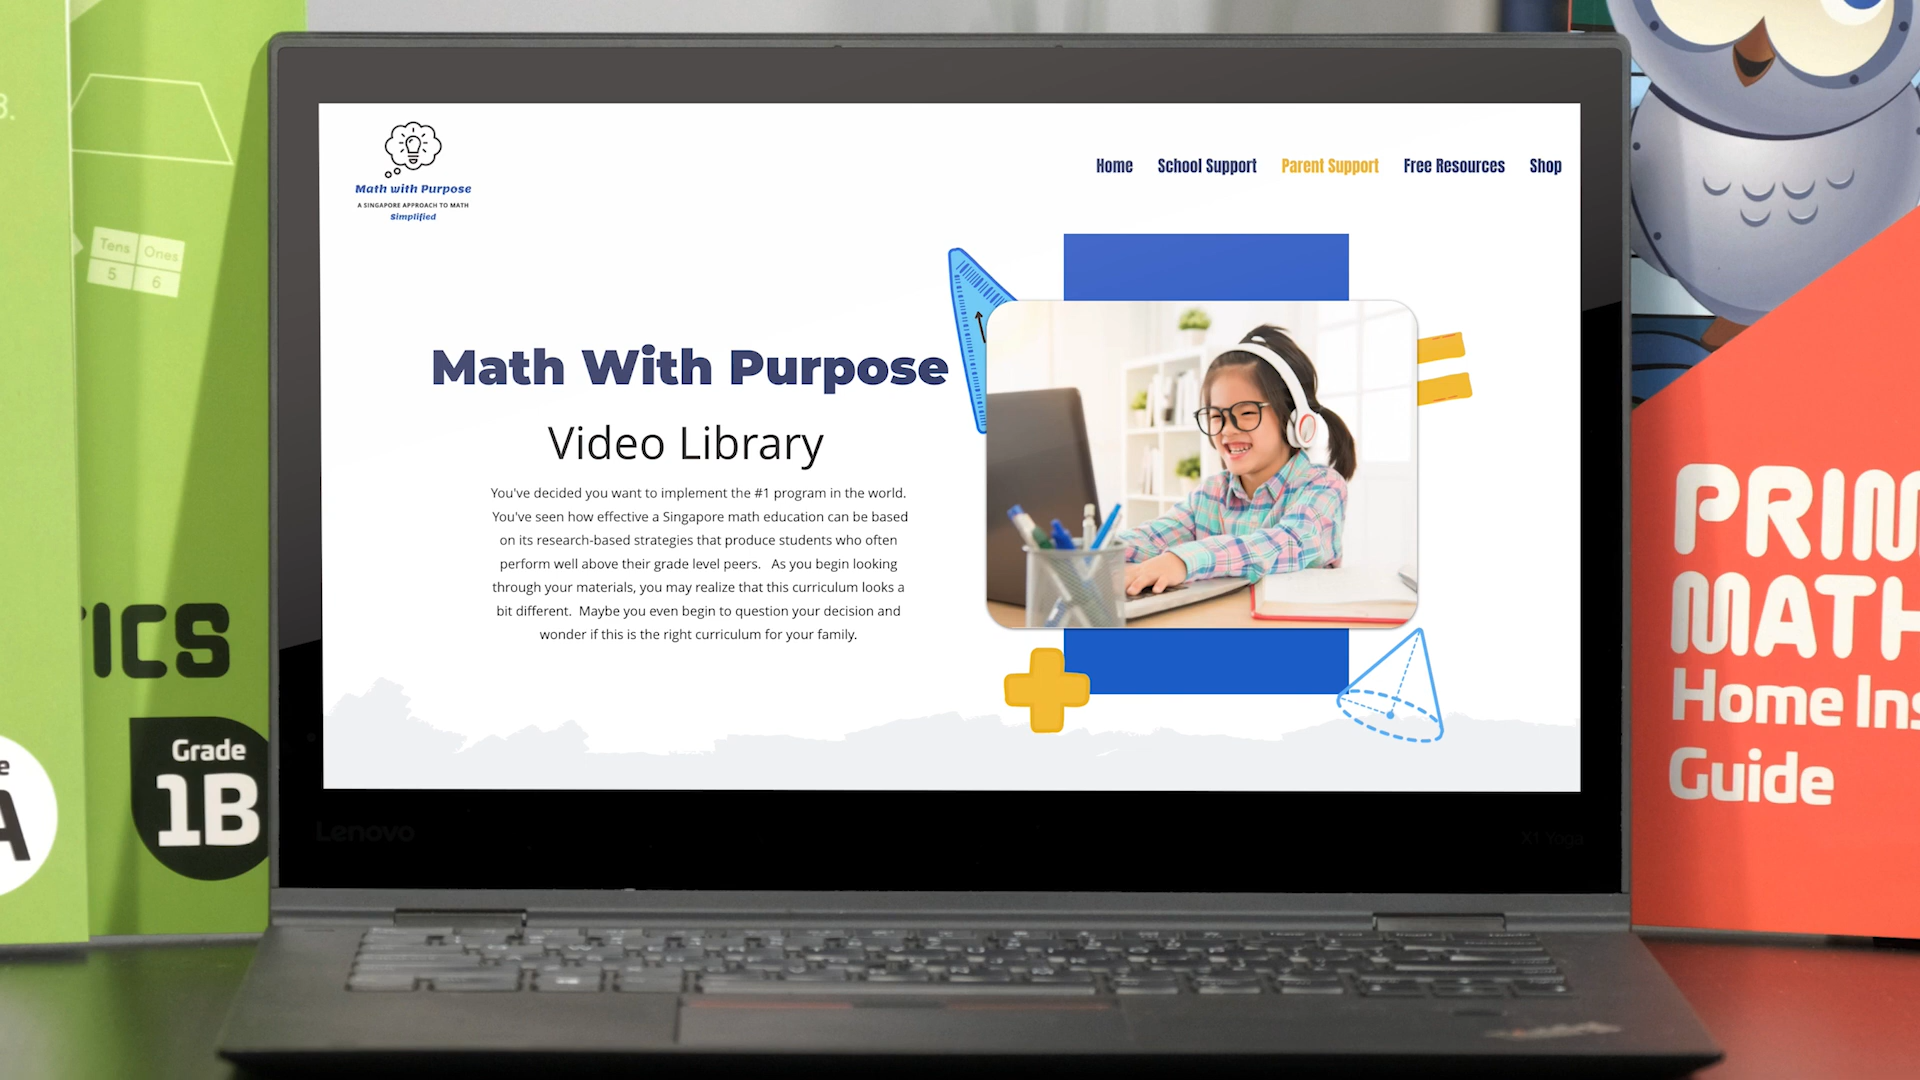 3.
Tens Ones
5 6
TICS
Grade
1B
e
A
Math with Purpose
A SINGAPORE APPROACH TO MATH
Simplified
Home School Support Parent Support Free Resources Shop
Math With Purpose
Video Library
You've decided you want to implement the #1 program in the world.
You've seen how effective a Singapore math education can be based
on its research-based strategies that produce students who often
perform well above their grade level peers. As you begin looking
through your materials, you may realize that this curriculum looks a
bit different. Maybe you even begin to question your decision and
wonder if this is the right curriculum for your family.
Lenovo
X1 Yoga
PRIM
MATH
Home Ins
Guide